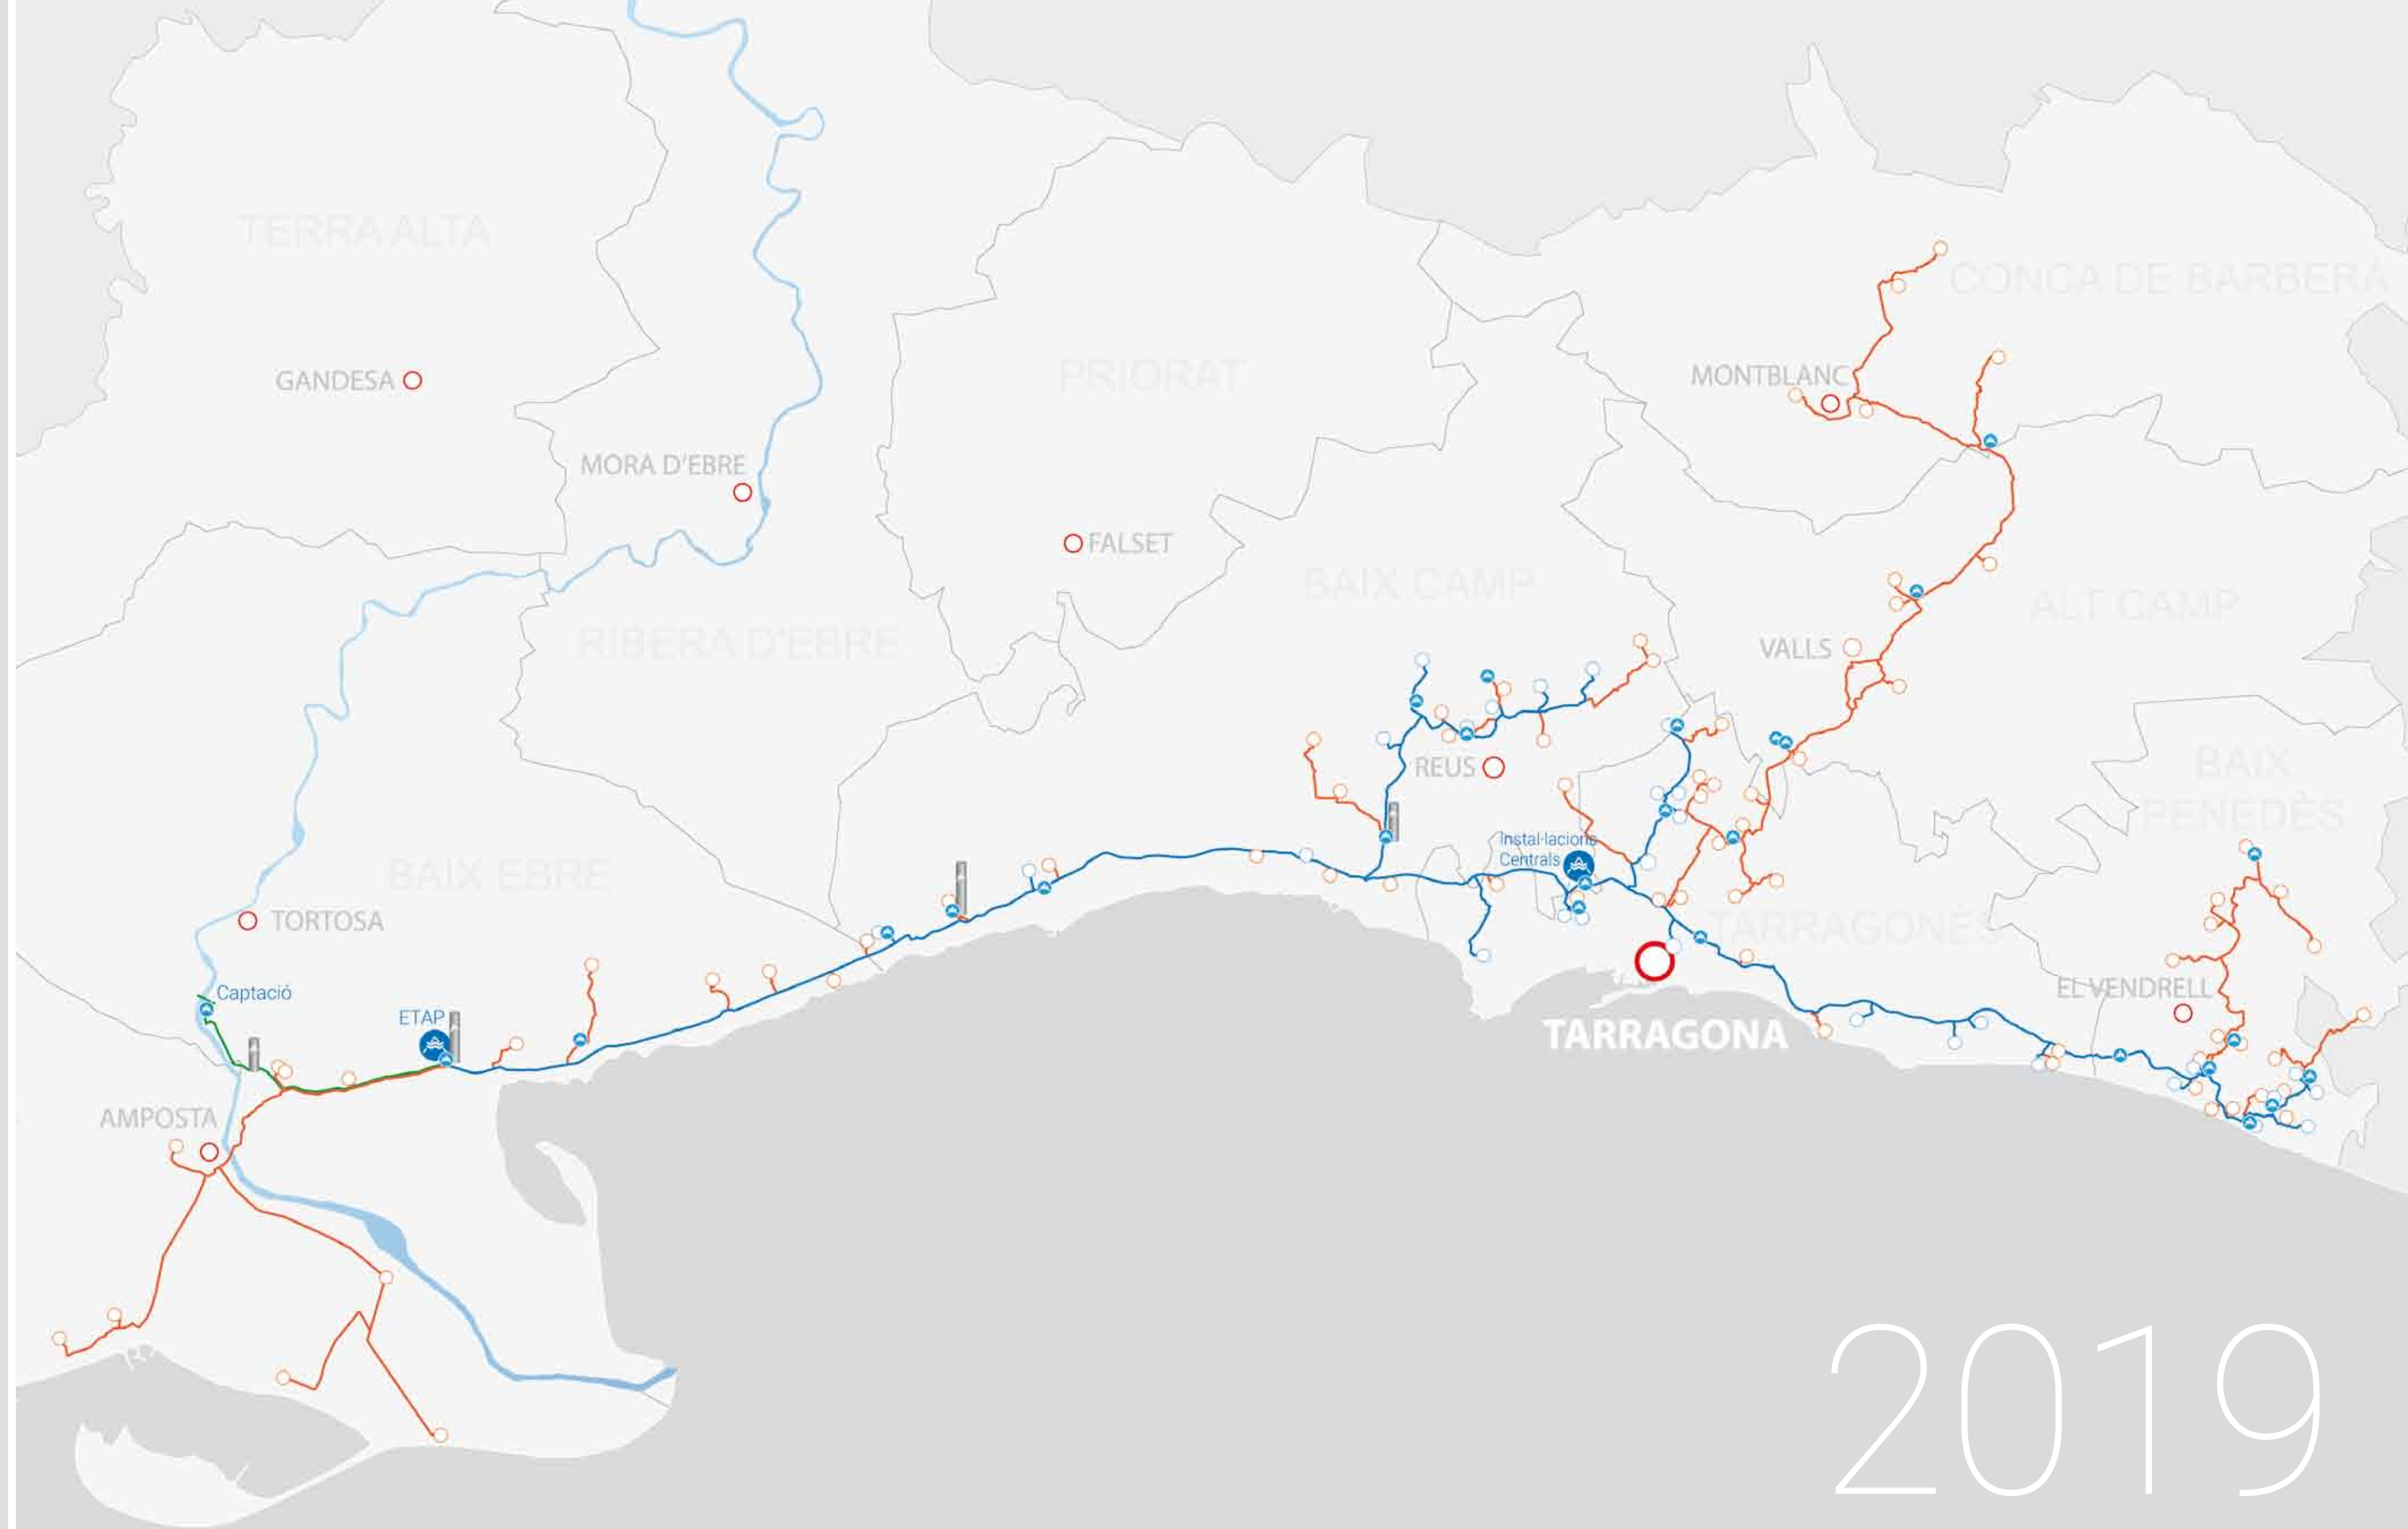 TERRA ALTA
CONCA DE BARBERÀ
GANDESA
PRIORAT
MONTBLANC
MORA D'EBRE
FALSET
BAIX CAMP
ALT CAMP
RIBERA D'EBRE
VALLS
REUS
BAIX
PENEDÈS
Instal·lacions
Centrals
BAIX EBRE
TORTOSA
TARRAGONÈS
Captació
EL VENDRELL
ETAP
TARRAGONA
AMPOSTA
2019